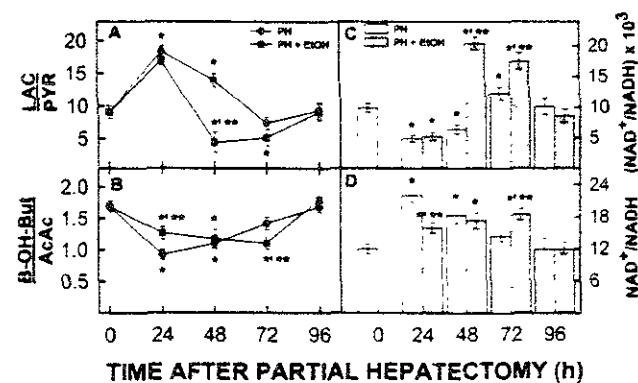 A
PH
PH + EtOH
LAC
PYR
20
15
10
5
*
*
*, **
*
C
PH
PH + EtOH
*
*
*
*, **
*
*, **
20
15
10
5
(NAD+/NADH) x 10³
B
B-OH-But
AcAc
2.0
1.5
1.0
0.5
*, **
*
*
*
*, **
D
*
*, **
*
*
*, **
24
18
12
6
NAD+/NADH
0 24 48 72 96 0 24 48 72 96
TIME AFTER PARTIAL HEPATECTOMY (h)